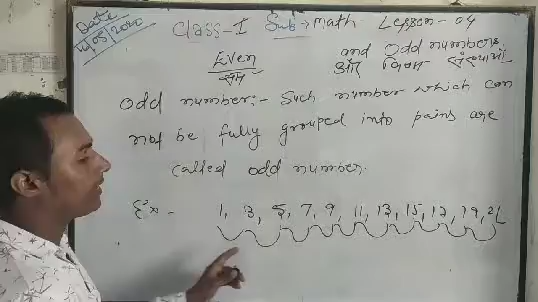 Date
4/05/2020
Class-I Sub → Math Lesson-04
Even and Odd numbers
सम और विषम संख्याओं
Odd number:- Such number which can
not be fully grouped into pains are
called odd number.
Ex - 1, 3, 5, 7, 9, 11, 13, 15, 17, 19, 21